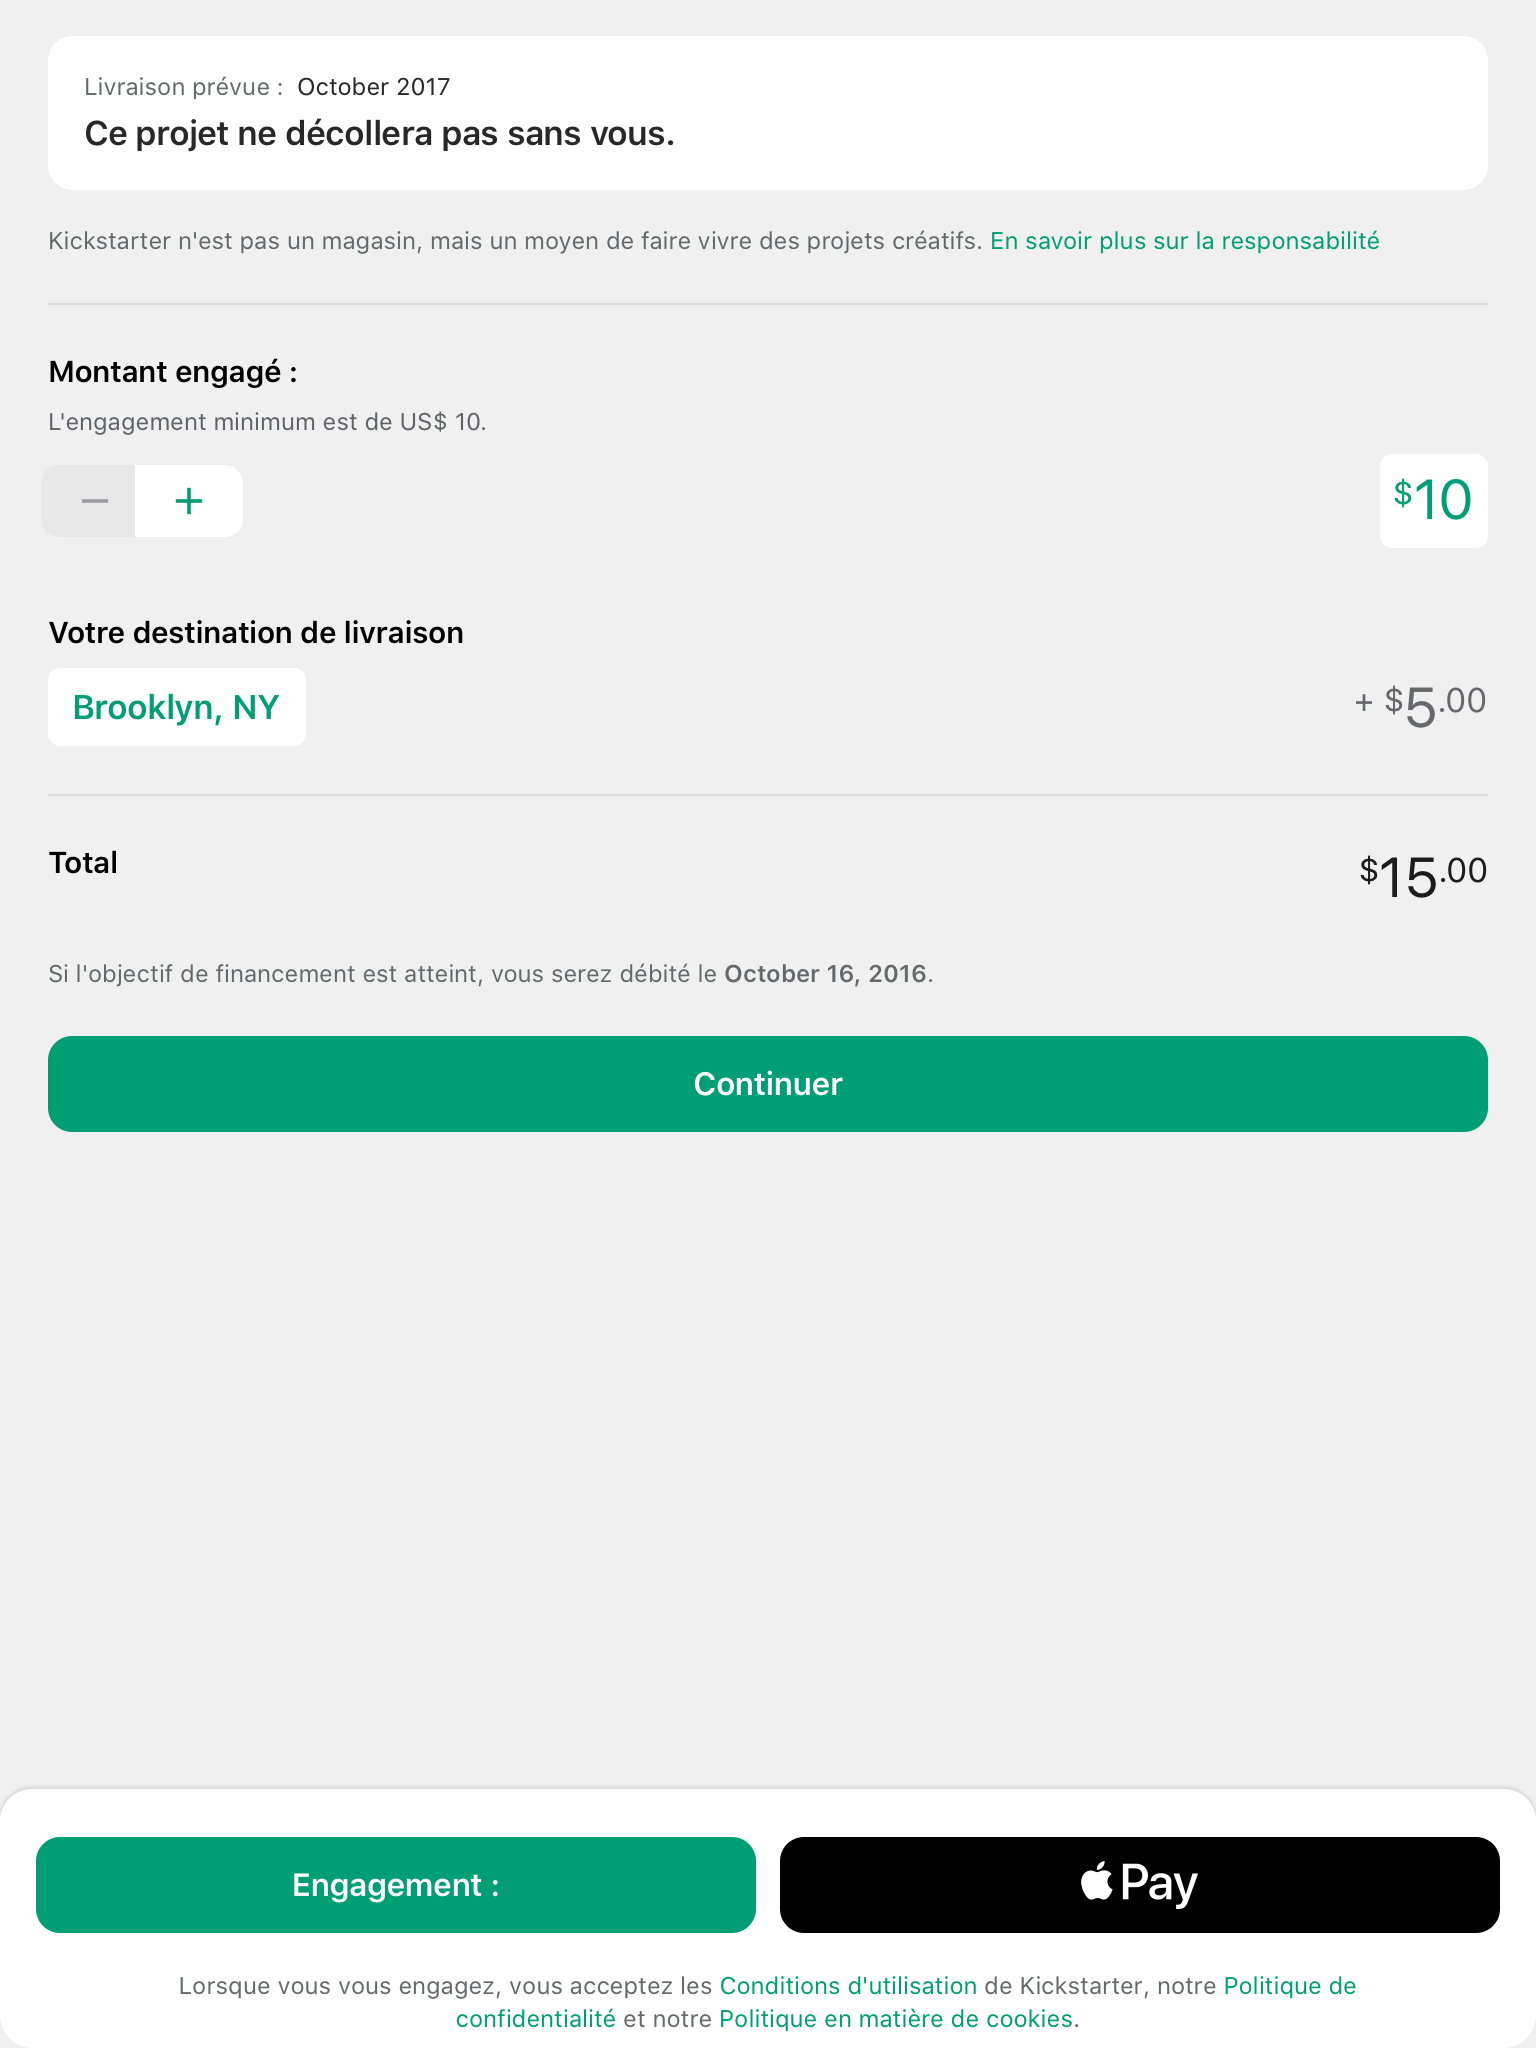 Livraison prévue : October 2017
Ce projet ne décollera pas sans vous.
Kickstarter n'est pas un magasin, mais un moyen de faire vivre des projets créatifs. En savoir plus sur la responsabilité
Montant engagé :
L'engagement minimum est de US$ 10.
− +
$10
Votre destination de livraison
Brooklyn, NY
+ $5.00
Total
$15.00
Si l'objectif de financement est atteint, vous serez débité le October 16, 2016.
Continuer
Engagement :
Pay
Lorsque vous vous engagez, vous acceptez les Conditions d'utilisation de Kickstarter, notre Politique de
confidentialité et notre Politique en matière de cookies.